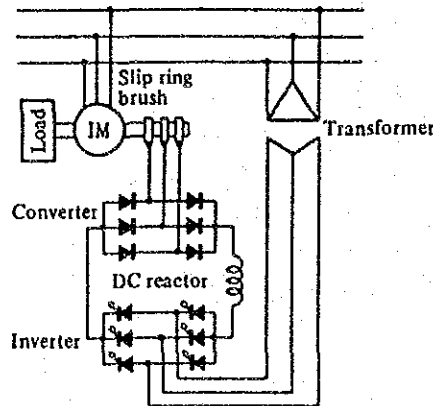 Slip ring
brush
Load
IM
Transformer
Converter
DC reactor
Inverter